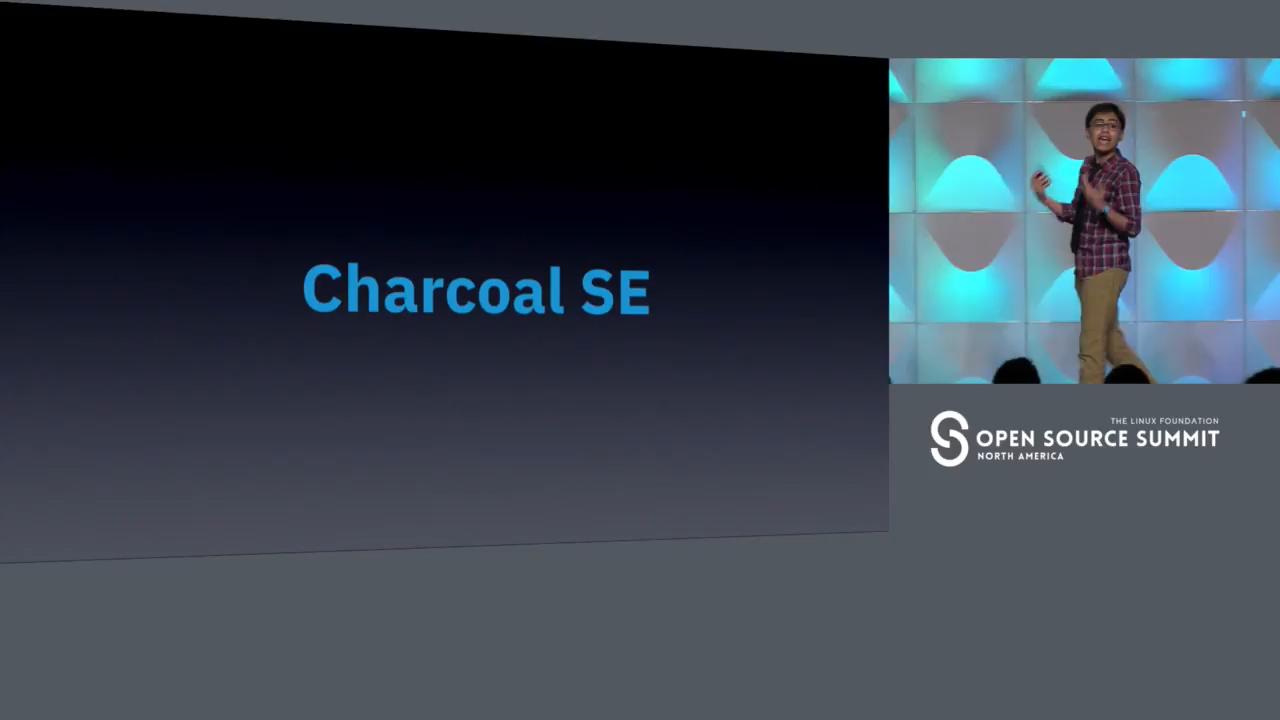 Charcoal SE
THE LINUX FOUNDATION
OPEN SOURCE SUMMIT
NORTH AMERICA